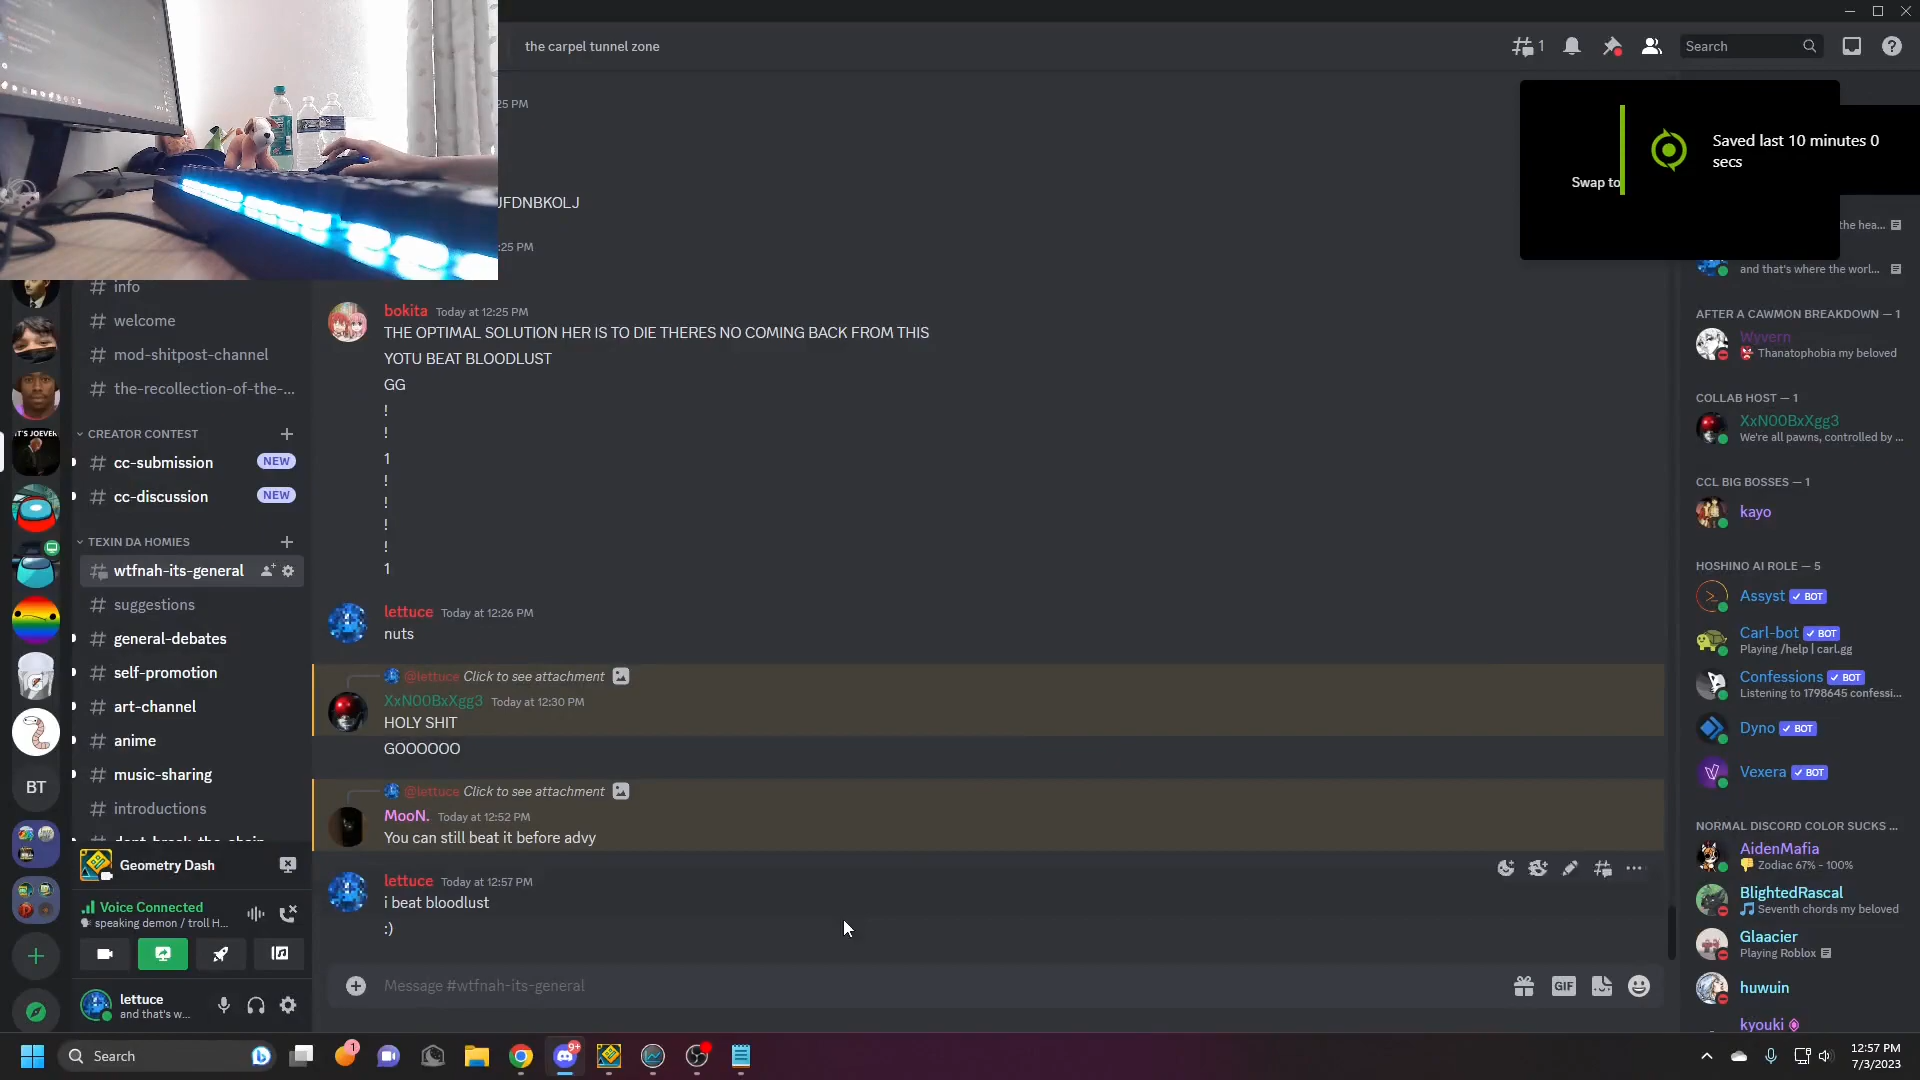 the carpel tunnel zone
1
Search
Saved last 10 minutes 0
secs
Swap to
25 PM
JFDNBKOLJ
:25 PM
the hea...
and that's where the worl...
info
welcome
mod-shitpost-channel
the-recollection-of-the-...
CREATOR CONTEST
cc-submission NEW
cc-discussion NEW
TEXIN DA HOMIES
wtfnah-its-general
suggestions
general-debates
self-promotion
art-channel
anime
music-sharing
introductions
dont-break-the-chain
IT'S JOEVER
BT
Geometry Dash
Voice Connected
speaking demon / troll H...
lettuce
and that's w...
bokita Today at 12:25 PM
THE OPTIMAL SOLUTION HER IS TO DIE THERES NO COMING BACK FROM THIS
YOTU BEAT BLOODLUST
GG
!
!
1
!
!
!
!
1
lettuce Today at 12:26 PM
nuts
@lettuce Click to see attachment
XxN00BxXgg3 Today at 12:30 PM
HOLY SHIT
GOOOOOO
@lettuce Click to see attachment
MooN. Today at 12:52 PM
You can still beat it before advy
lettuce Today at 12:57 PM
i beat bloodlust
:)
Message #wtfnah-its-general
GIF
AFTER A CAWMON BREAKDOWN — 1
Wyvern
Thanatophobia my beloved
COLLAB HOST — 1
XxN00BxXgg3
We're all pawns, controlled by ...
CCL BIG BOSSES — 1
kayo
HOSHINO AI ROLE — 5
Assyst BOT
Carl-bot BOT
Playing /help | carl.gg
Confessions BOT
Listening to 1798645 confessi...
Dyno BOT
Vexera BOT
NORMAL DISCORD COLOR SUCKS ...
AidenMafia
Zodiac 67% - 100%
BlightedRascal
Seventh chords my beloved
Glaacier
Playing Roblox
huwuin
kyouki
Search
1
9+
12:57 PM
7/3/2023